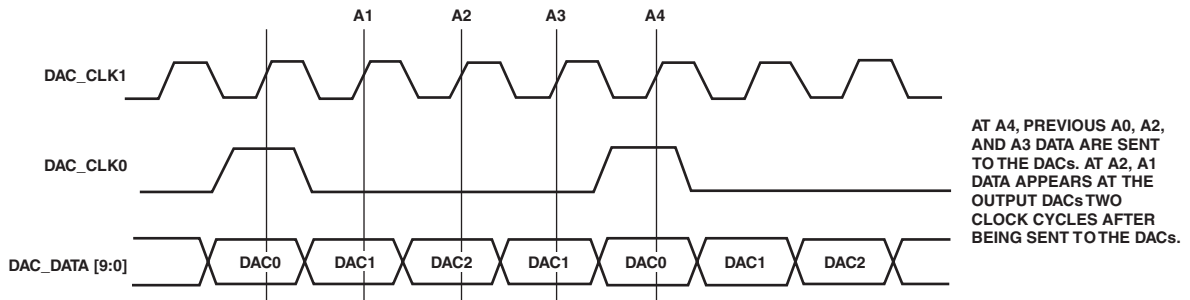 A1 A2 A3 A4
DAC_CLK1
DAC_CLK0
DAC_DATA [9:0] DAC0 DAC1 DAC2 DAC1 DAC0 DAC1 DAC2
AT A4, PREVIOUS A0, A2,
AND A3 DATA ARE SENT
TO THE DACs. AT A2, A1
DATA APPEARS AT THE
OUTPUT DACs TWO
CLOCK CYCLES AFTER
BEING SENT TO THE DACs.